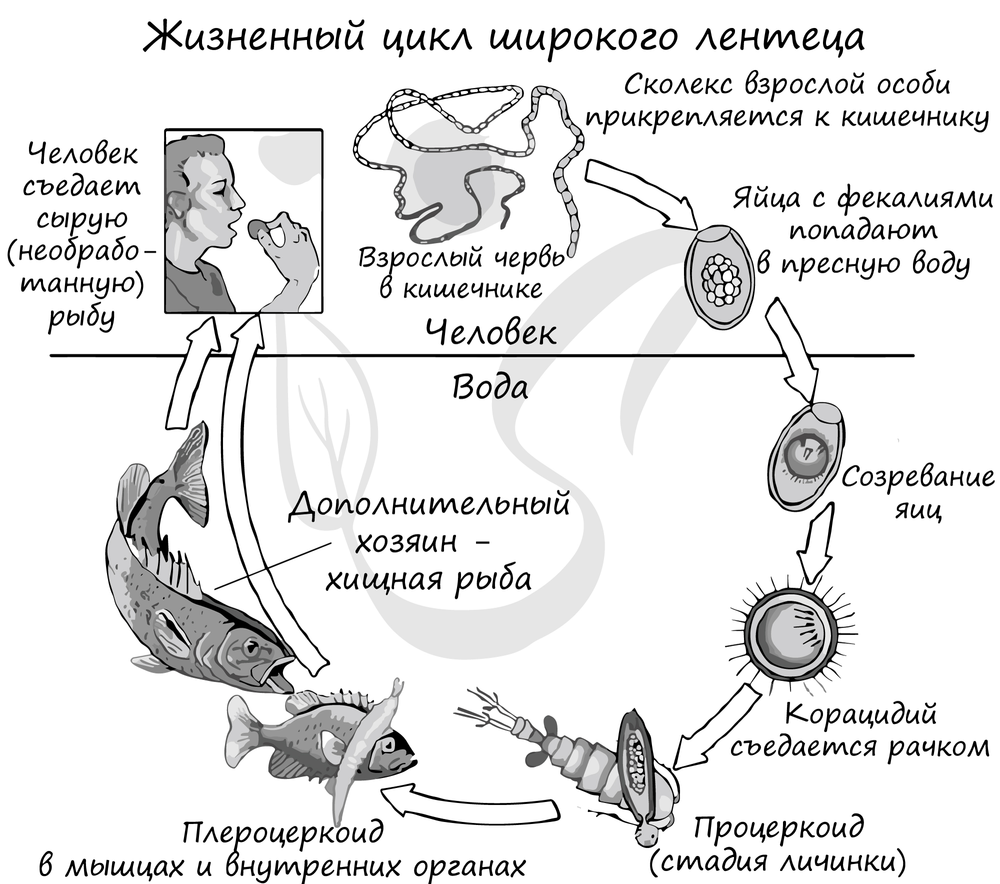 Жизненный цикл широкого лентеца
Сколекс взрослой особи
прикрепляется к кишечнику
Человек
съедает
сырую
(необрабо-
танную)
рыбу
Взрослый червь
в кишечнике
Яйца с фекалиями
попадают
в пресную воду
Человек
Вода
Созревание
яиц
Дополнительный
хозяин -
хищная рыба
Корацидий
съедается рачком
Процеркоид
(стадия личинки)
Плероцеркоид
в мышцах и внутренних органах